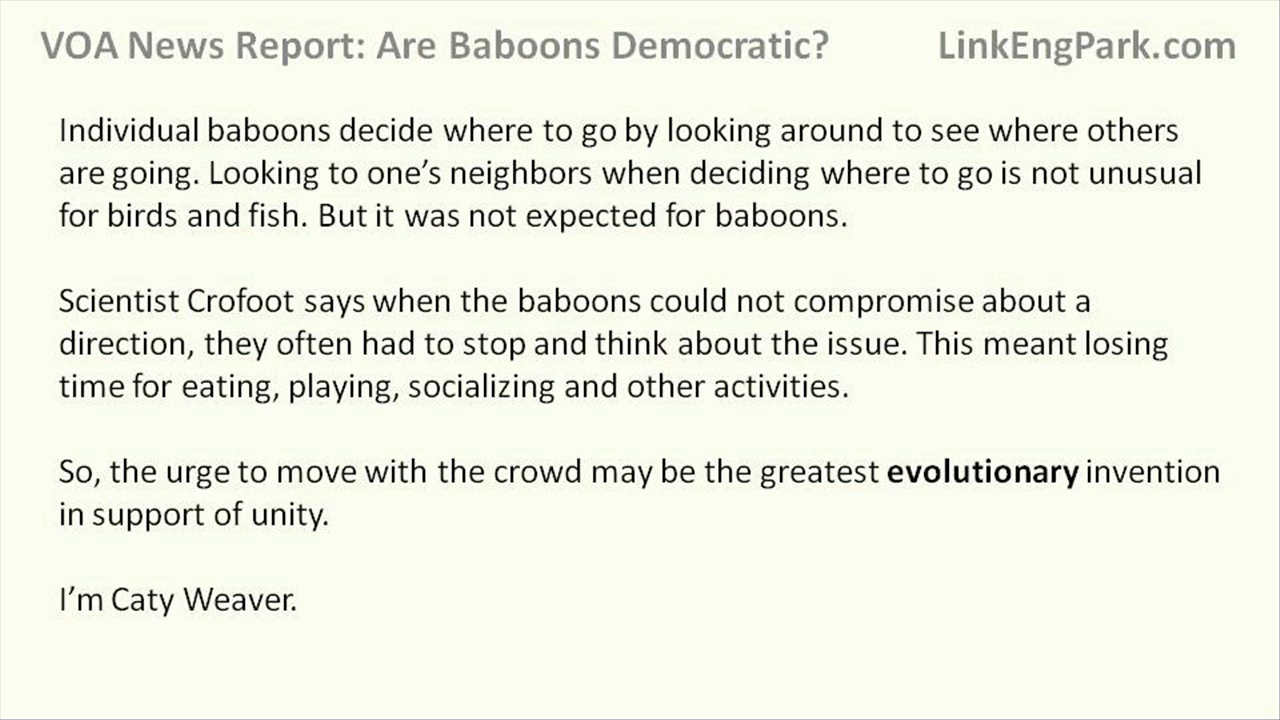 VOA News Report: Are Baboons Democratic? LinkEngPark.com
Individual baboons decide where to go by looking around to see where others
are going. Looking to one’s neighbors when deciding where to go is not unusual
for birds and fish. But it was not expected for baboons.
Scientist Crofoot says when the baboons could not compromise about a
direction, they often had to stop and think about the issue. This meant losing
time for eating, playing, socializing and other activities.
So, the urge to move with the crowd may be the greatest evolutionary invention
in support of unity.
I’m Caty Weaver.